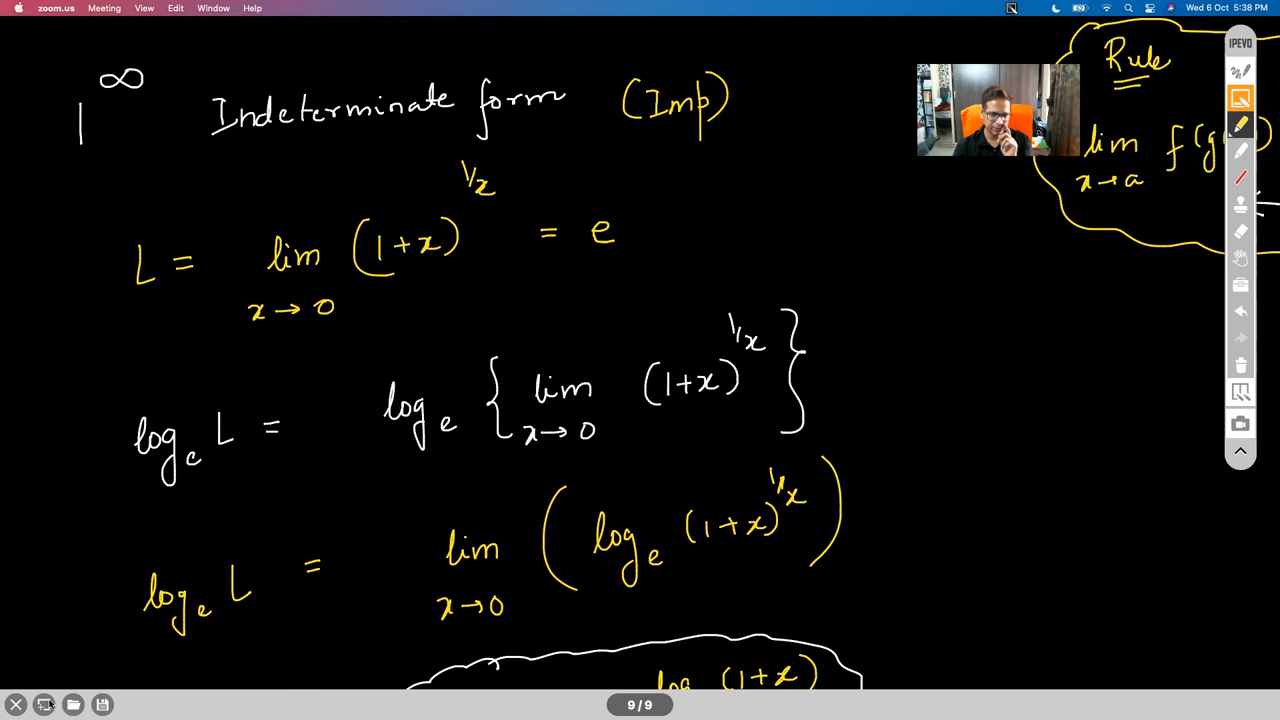 zoom.us Meeting View Edit Window Help Wed 6 Oct 5:38 PM
IPEVO
1^∞ Indeterminate form (Imp)
Rule
lim x→a f(g(
L = lim x→0 (1+x)^1/x = e
log_e L = log_e { lim x→0 (1+x)^1/x }
log_e L = lim x→0 ( log_e (1+x)^1/x )
log (1+x)
9/9